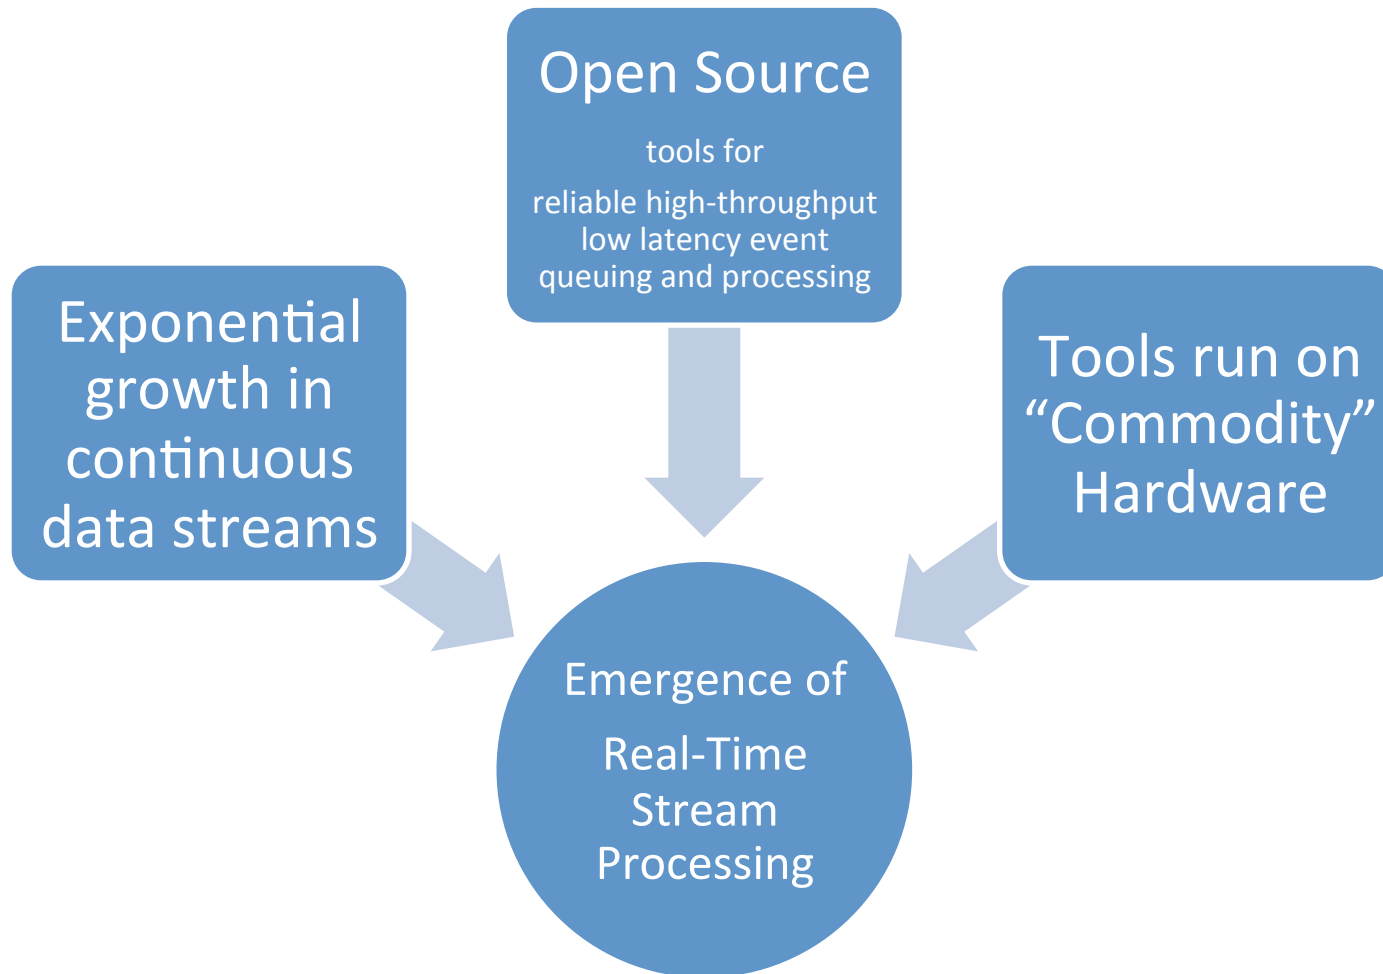 Open Source
tools for
reliable high-throughput
low latency event
queuing and processing
Exponential
growth in
continuous
data streams
Tools run on
“Commodity”
Hardware
Emergence of
Real-Time
Stream
Processing